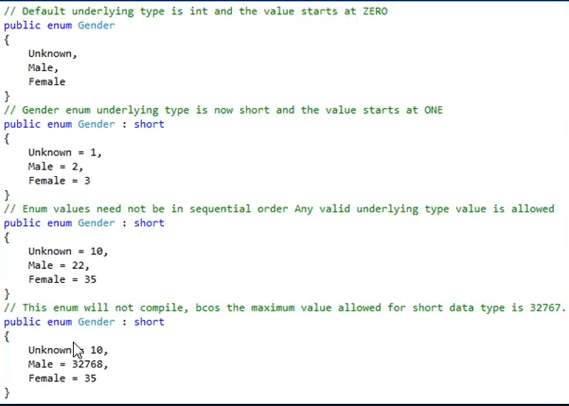 // Default underlying type is int and the value starts at ZERO
public enum Gender
{
    Unknown,
    Male,
    Female
}
// Gender enum underlying type is now short and the value starts at ONE
public enum Gender : short
{
    Unknown = 1,
    Male = 2,
    Female = 3
}
// Enum values need not be in sequential order Any valid underlying type value is allowed
public enum Gender : short
{
    Unknown = 10,
    Male = 22,
    Female = 35
}
// This enum will not compile, bcos the maximum value allowed for short data type is 32767.
public enum Gender : short
{
    Unknown = 10,
    Male = 32768,
    Female = 35
}